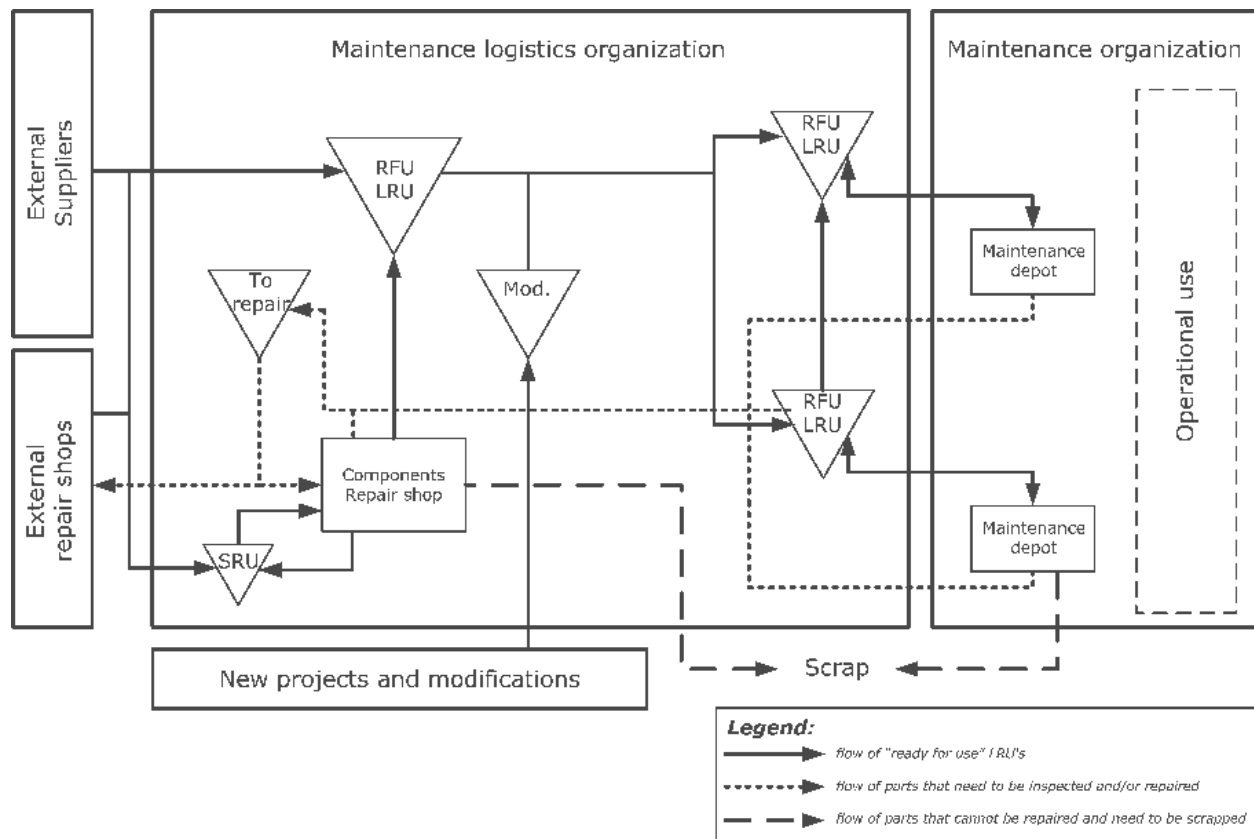 External
Suppliers
External
repair shops
Maintenance logistics organization
RFU
LRU
To
repair
Mod.
Components
Repair shop
SRU
RFU
LRU
RFU
LRU
Maintenance organization
Maintenance
depot
Maintenance
depot
Operational use
New projects and modifications
Scrap
Legend:
flow of "ready for use" LRU's
flow of parts that need to be inspected and/or repaired
flow of parts that cannot be repaired and need to be scrapped